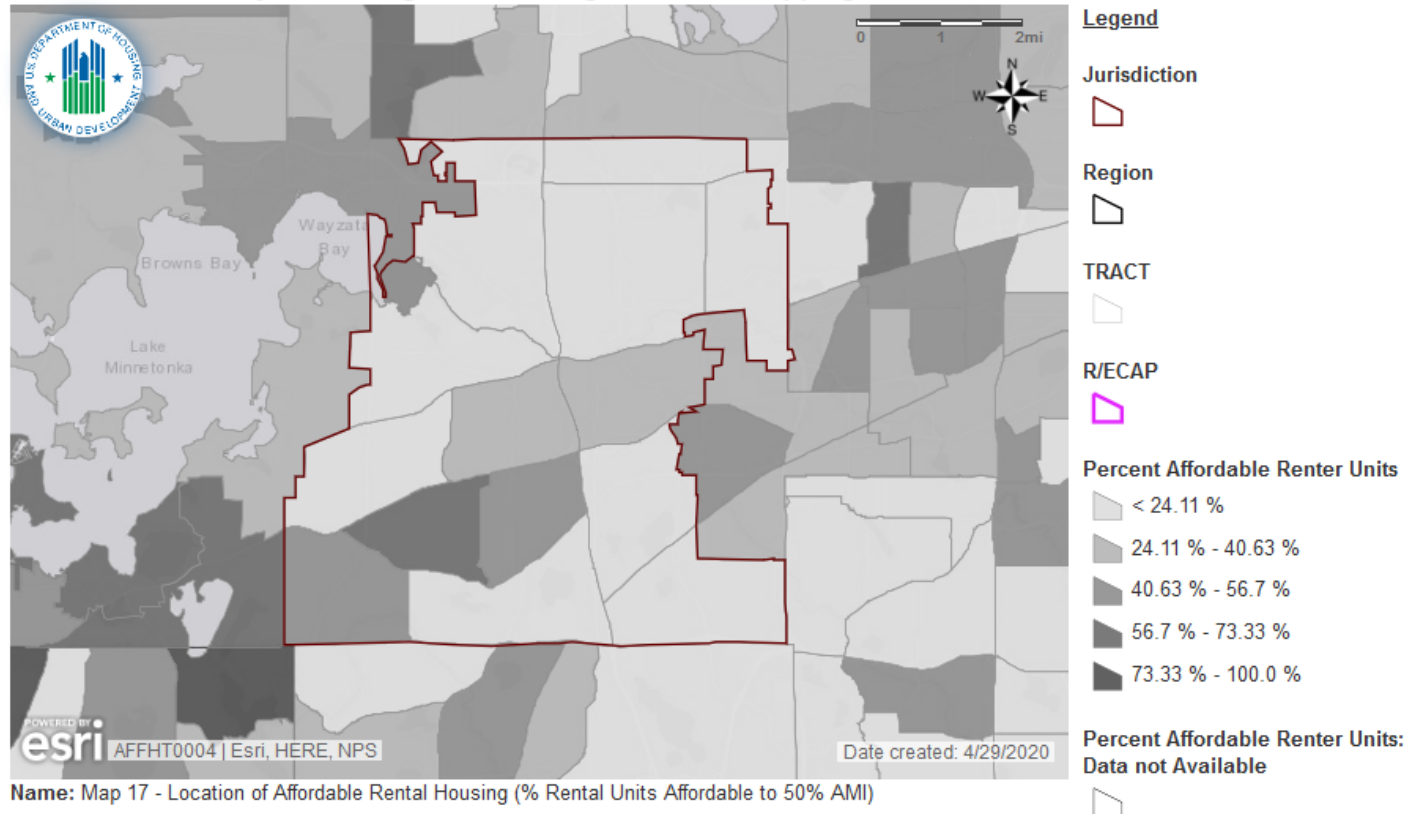 U.S. DEPARTMENT OF HOUSING
AND URBAN DEVELOPMENT
0 1 2mi
N
W E
S
Wayzata
Bay
Browns Bay
Lake
Minnetonka
POWERED BY
esri
AFFHT0004 | Esri, HERE, NPS
Date created: 4/29/2020
Name: Map 17 - Location of Affordable Rental Housing (% Rental Units Affordable to 50% AMI)
Legend
Jurisdiction
Region
TRACT
R/ECAP
Percent Affordable Renter Units
< 24.11 %
24.11 % - 40.63 %
40.63 % - 56.7 %
56.7 % - 73.33 %
73.33 % - 100.0 %
Percent Affordable Renter Units:
Data not Available